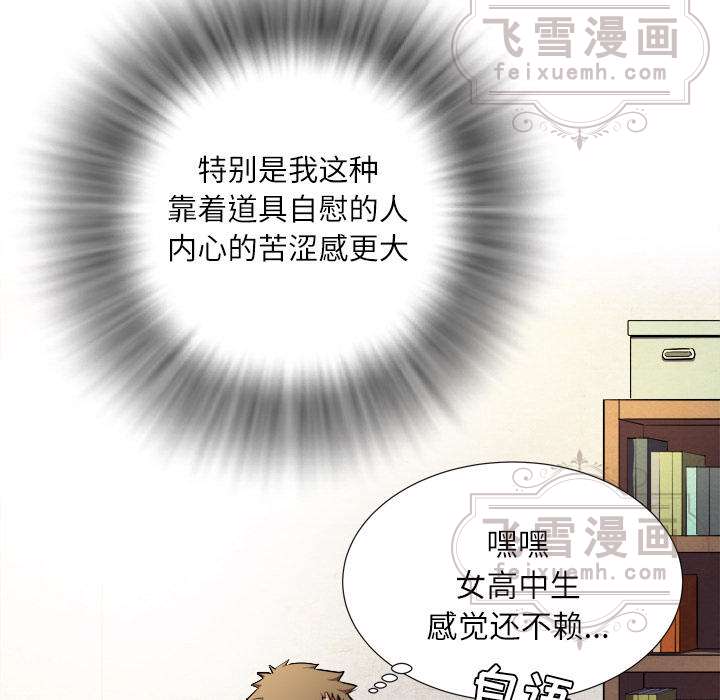 飞雪漫画
feixuemh.com
特别是我这种
靠着道具自慰的人
内心的苦涩感更大
飞雪漫画
feixuemh.com
嘿嘿
女高中生
感觉还不赖...
自语